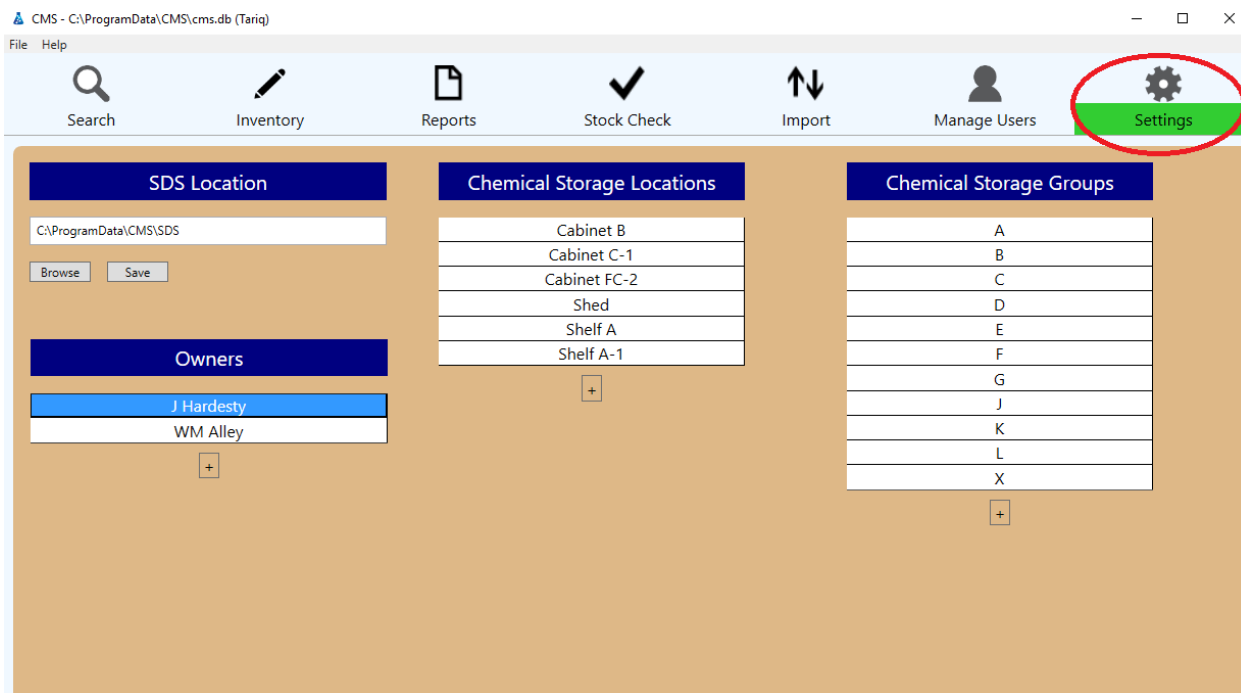 CMS - C:\ProgramData\CMS\cms.db (Tariq)
File Help
Search Inventory Reports Stock Check Import Manage Users Settings
SDS Location
C:\ProgramData\CMS\SDS
Browse Save
Owners
J Hardesty
WM Alley
+
Chemical Storage Locations
Cabinet B
Cabinet C-1
Cabinet FC-2
Shed
Shelf A
Shelf A-1
+
Chemical Storage Groups
A
B
C
D
E
F
G
J
K
L
X
+